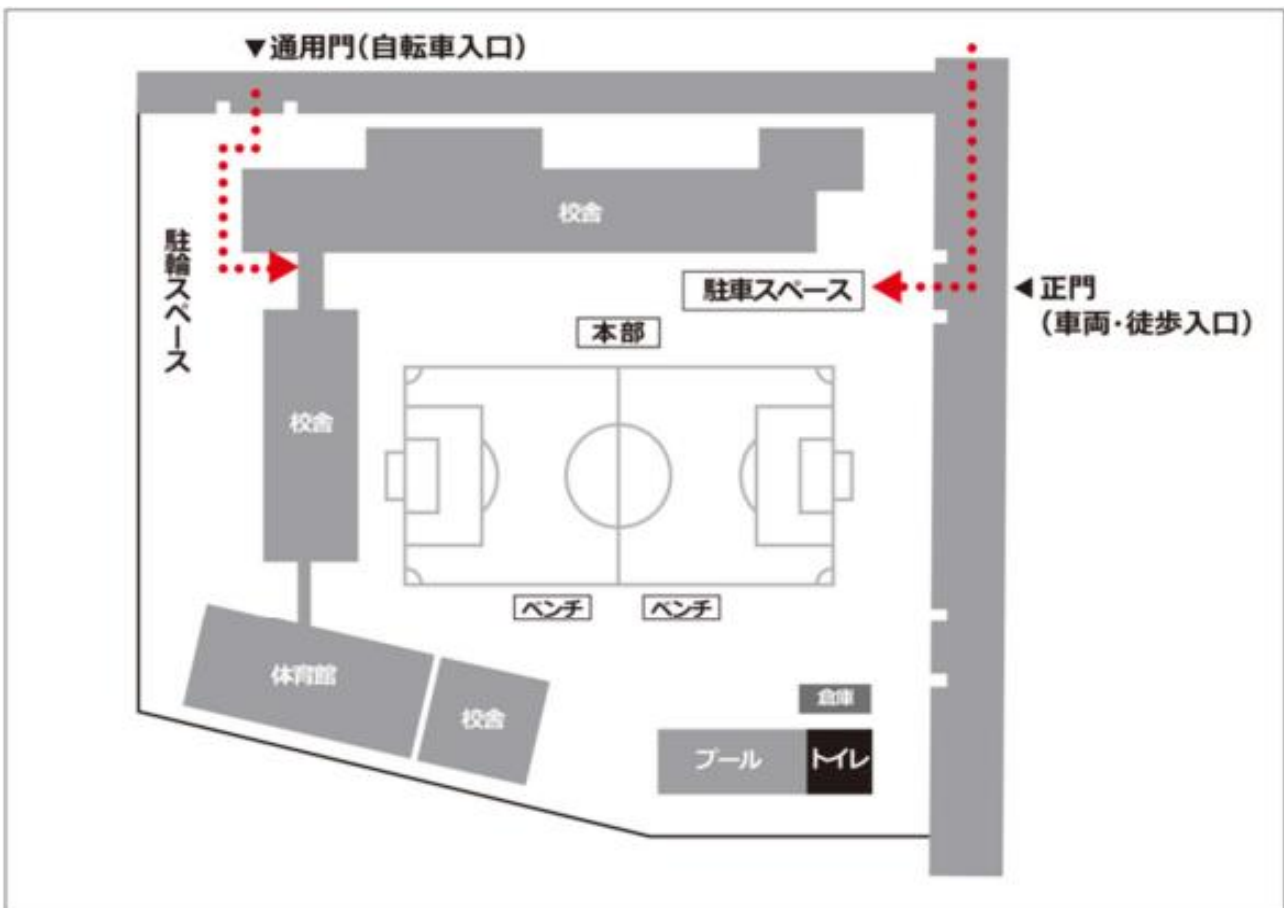 ▼通用門(自転車入口)
校舎
駐輪スペース
駐車スペース
◀正門
(車両・徒歩入口)
本部
校舎
ベンチ
ベンチ
体育館
校舎
倉庫
プール
トイレ